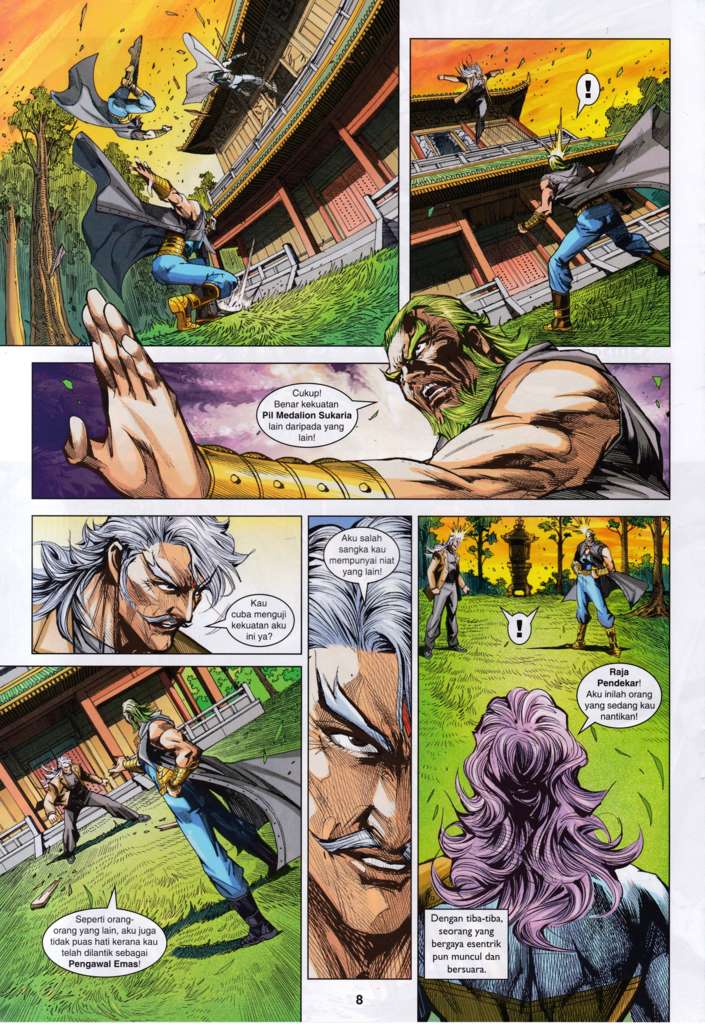 !
Cukup!
Benar kekuatan
Pil Medalion Sukaria
lain daripada yang
lain!
Kau
cuba menguji
kekuatan aku
ini ya?
Aku salah
sangka kau
mempunyai niat
yang lain!
!
Raja
Pendekar!
Aku inilah orang
yang sedang kau
nantikan!
Seperti orang-
orang yang lain, aku juga
tidak puas hati kerana kau
telah dilantik sebagai
Pengawal Emas!
Dengan tiba-tiba,
seorang yang
bergaya esentrik
pun muncul dan
bersuara.
8